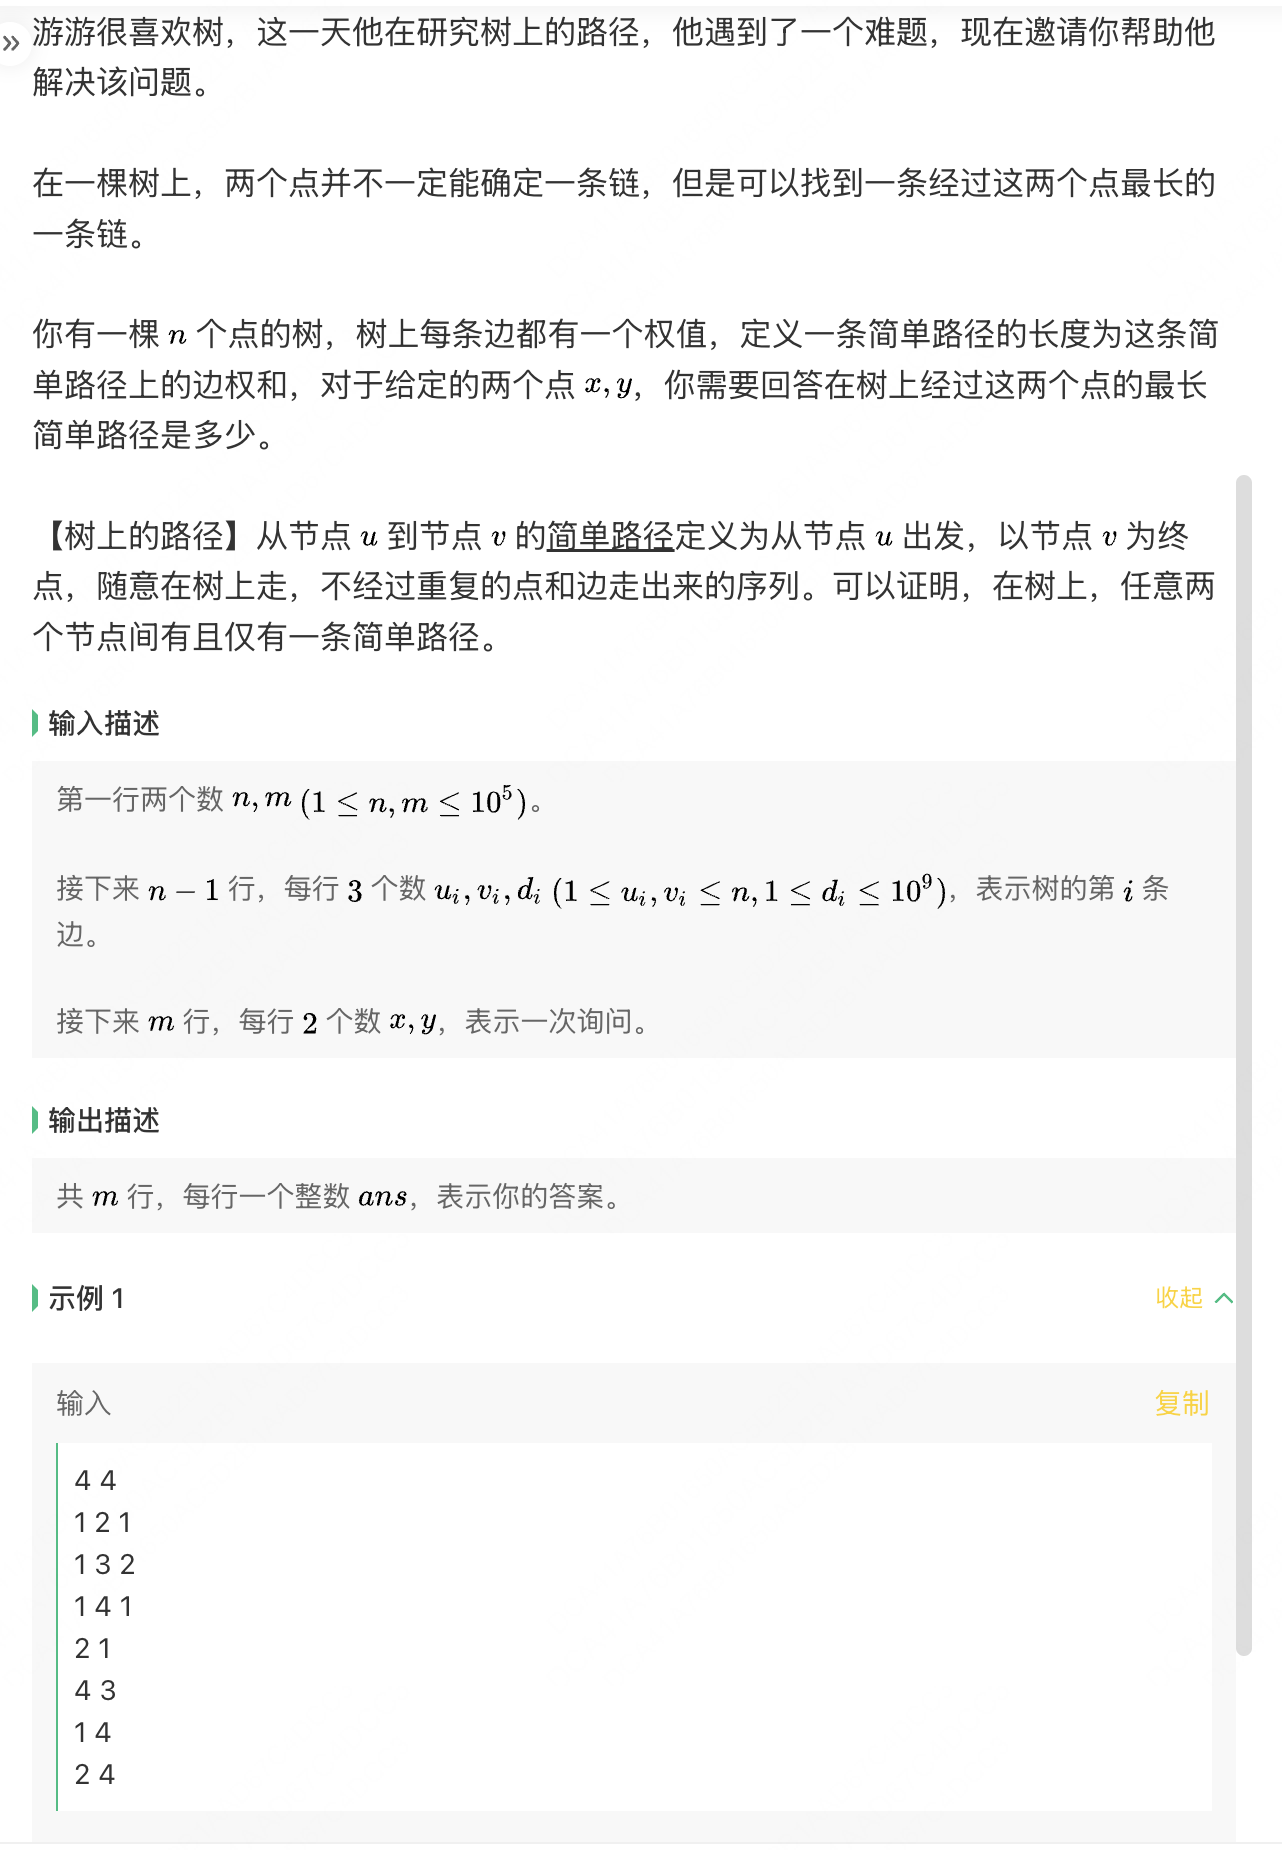 游游很喜欢树，这一天他在研究树上的路径，他遇到了一个难题，现在邀请你帮助他
解决该问题。
在一棵树上，两个点并不一定能确定一条链，但是可以找到一条经过这两个点最长的
一条链。
你有一棵 n 个点的树，树上每条边都有一个权值，定义一条简单路径的长度为这条简
单路径上的边权和，对于给定的两个点 x, y，你需要回答在树上经过这两个点的最长
简单路径是多少。
【树上的路径】从节点 u 到节点 v 的简单路径定义为从节点 u 出发，以节点 v 为终
点，随意在树上走，不经过重复的点和边走出来的序列。可以证明，在树上，任意两
个节点间有且仅有一条简单路径。
输入描述
第一行两个数 n, m (1 ≤ n, m ≤ 10⁵)。
接下来 n − 1 行，每行 3 个数 uᵢ, vᵢ, dᵢ (1 ≤ uᵢ, vᵢ ≤ n, 1 ≤ dᵢ ≤ 10⁹)，表示树的第 i 条
边。
接下来 m 行，每行 2 个数 x, y，表示一次询问。
输出描述
共 m 行，每行一个整数 ans，表示你的答案。
示例 1 收起
输入 复制
4 4
1 2 1
1 3 2
1 4 1
2 1
4 3
1 4
2 4